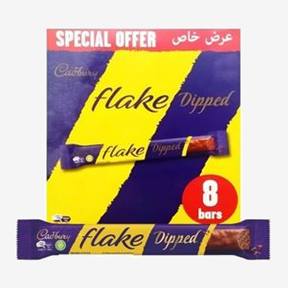 SPECIAL OFFER عرض خاص
Cadbury
flake Dipped
flake Dipped
8
bars
Cadbury flake Dipped